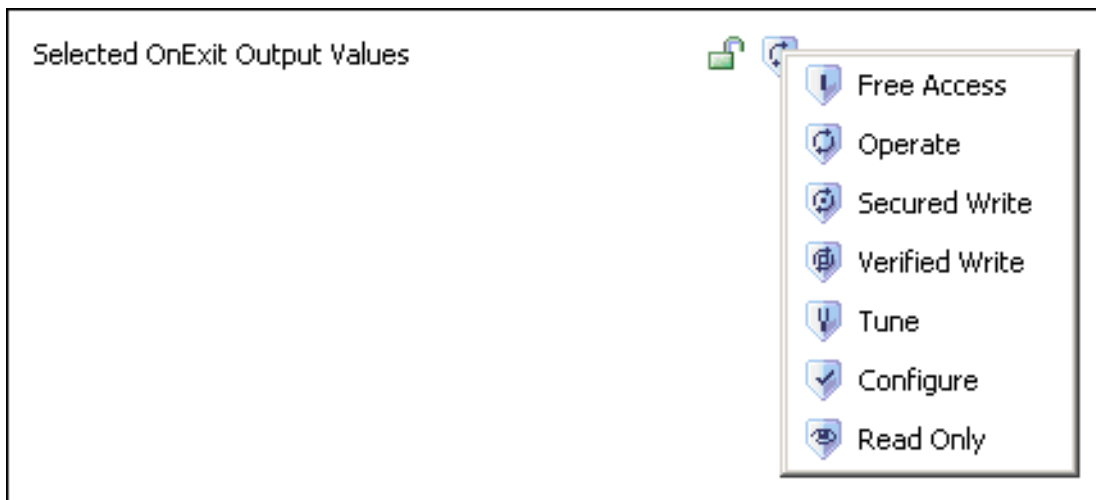 Selected OnExit Output Values
Free Access
Operate
Secured Write
Verified Write
Tune
Configure
Read Only